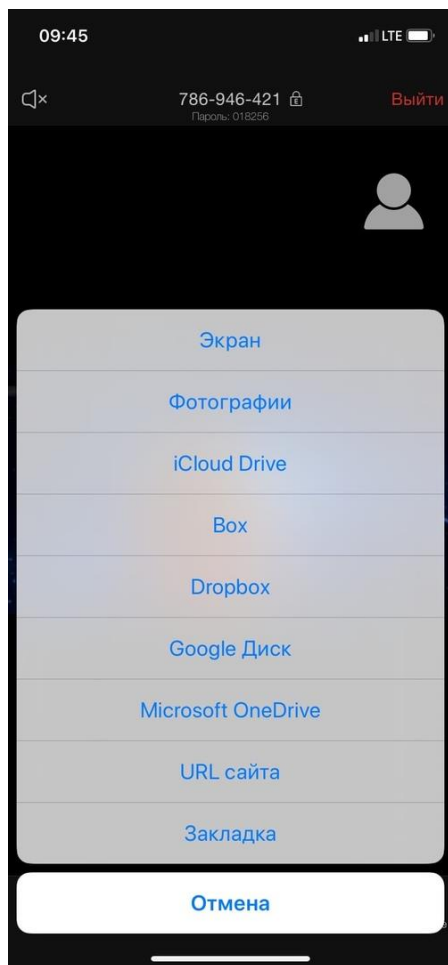 09:45
LTE
786-946-421
Выйти
Пароль: 018256
Экран
Фотографии
iCloud Drive
Box
Dropbox
Google Диск
Microsoft OneDrive
URL сайта
Закладка
Отмена